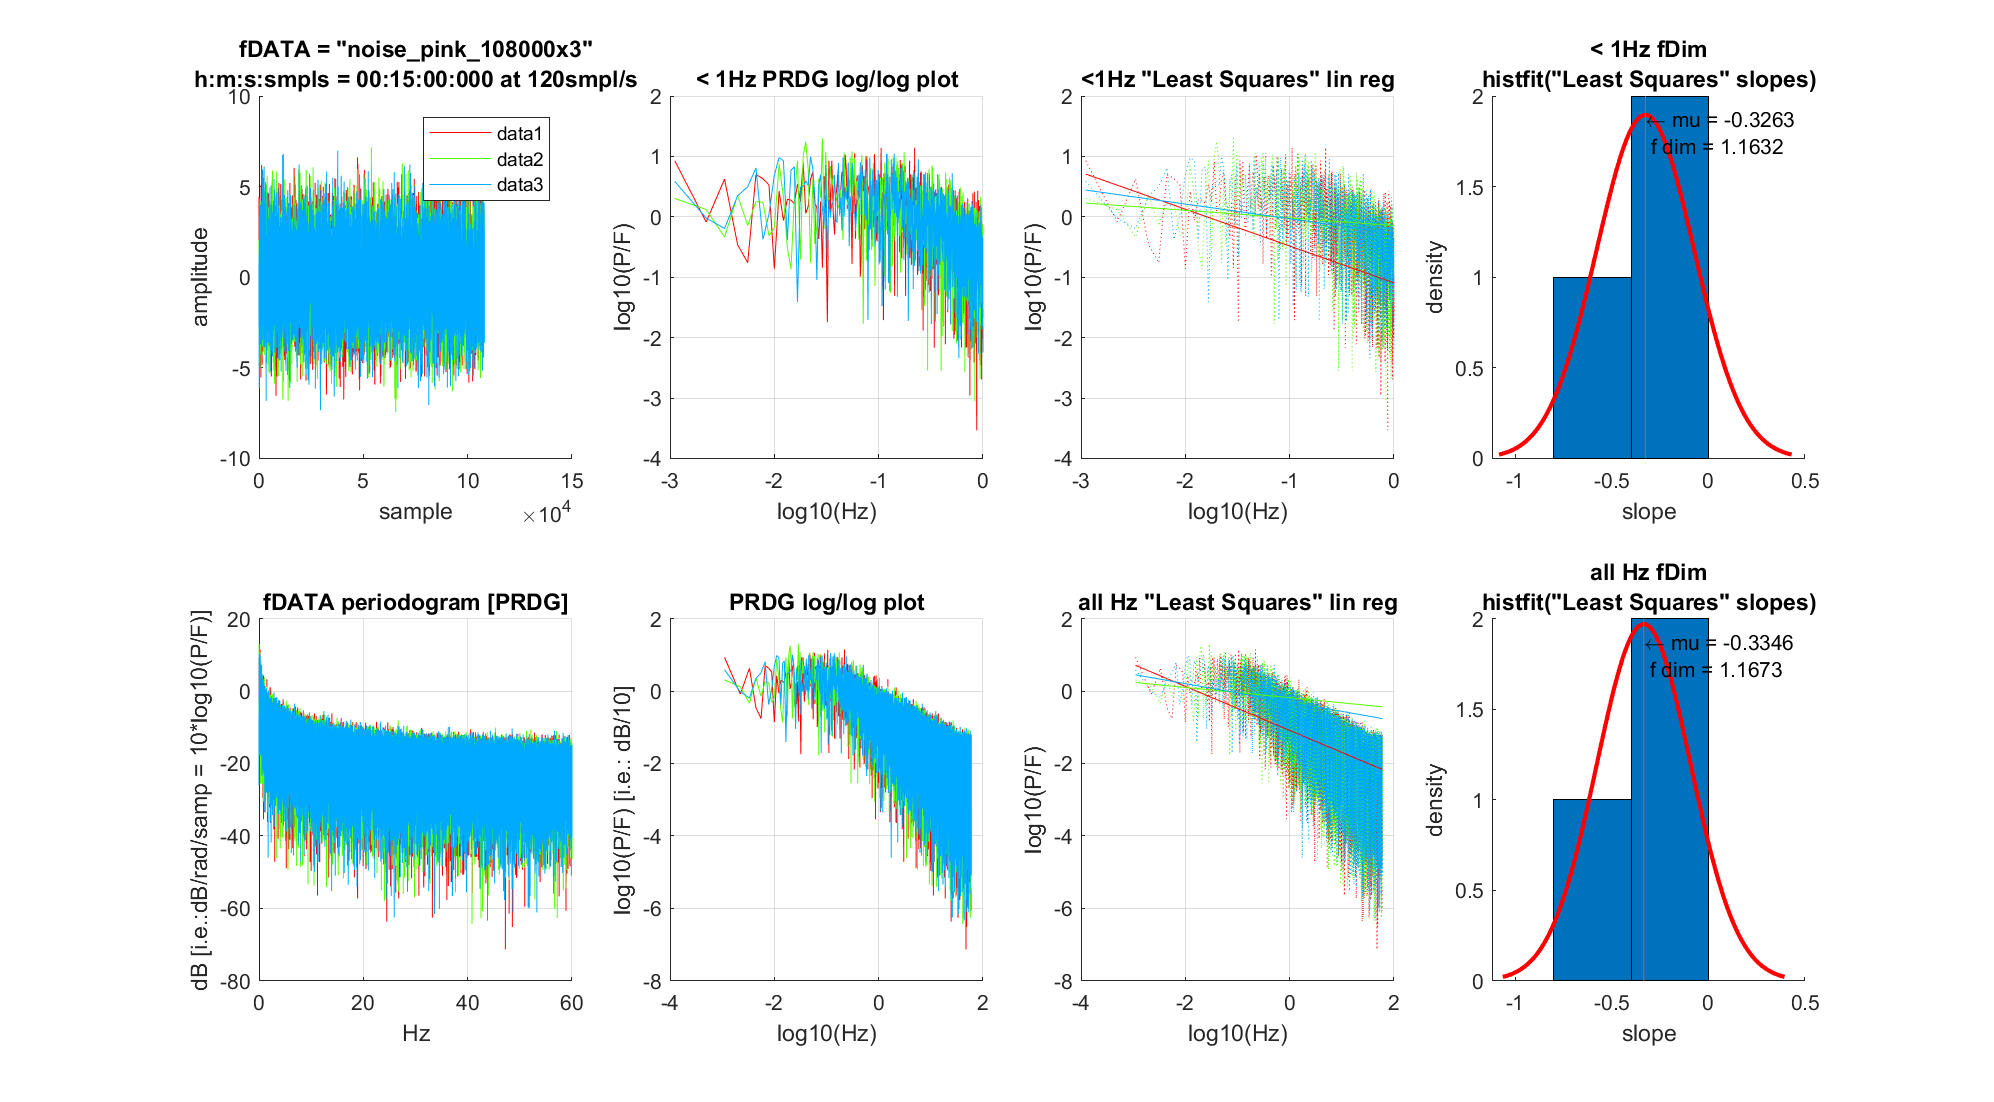 fDATA = "noise_pink_108000x3"
h:m:s:smpls = 00:15:00:000 at 120smpl/s
10
5
0
-5
-10
amplitude
data1
data2
data3
0
5
10
15
sample
×10^4
< 1Hz PRDG log/log plot
2
1
0
-1
-2
-3
-4
log10(P/F)
-3
-2
-1
0
log10(Hz)
<1Hz "Least Squares" lin reg
2
1
0
-1
-2
-3
-4
log10(P/F)
-3
-2
-1
0
log10(Hz)
< 1Hz fDim
histfit("Least Squares" slopes)
2
1.5
1
0.5
0
density
← mu = -0.3263
f dim = 1.1632
-1
-0.5
0
0.5
slope
fDATA periodogram [PRDG]
20
0
-20
-40
-60
-80
dB [i.e.:dB/rad/samp = 10*log10(P/F)]
0
20
40
60
Hz
PRDG log/log plot
2
0
-2
-4
-6
-8
log10(P/F) [i.e.: dB/10]
-4
-2
0
2
log10(Hz)
all Hz "Least Squares" lin reg
2
0
-2
-4
-6
-8
log10(P/F)
-4
-2
0
2
log10(Hz)
all Hz fDim
histfit("Least Squares" slopes)
2
1.5
1
0.5
0
density
← mu = -0.3346
f dim = 1.1673
-1
-0.5
0
0.5
slope